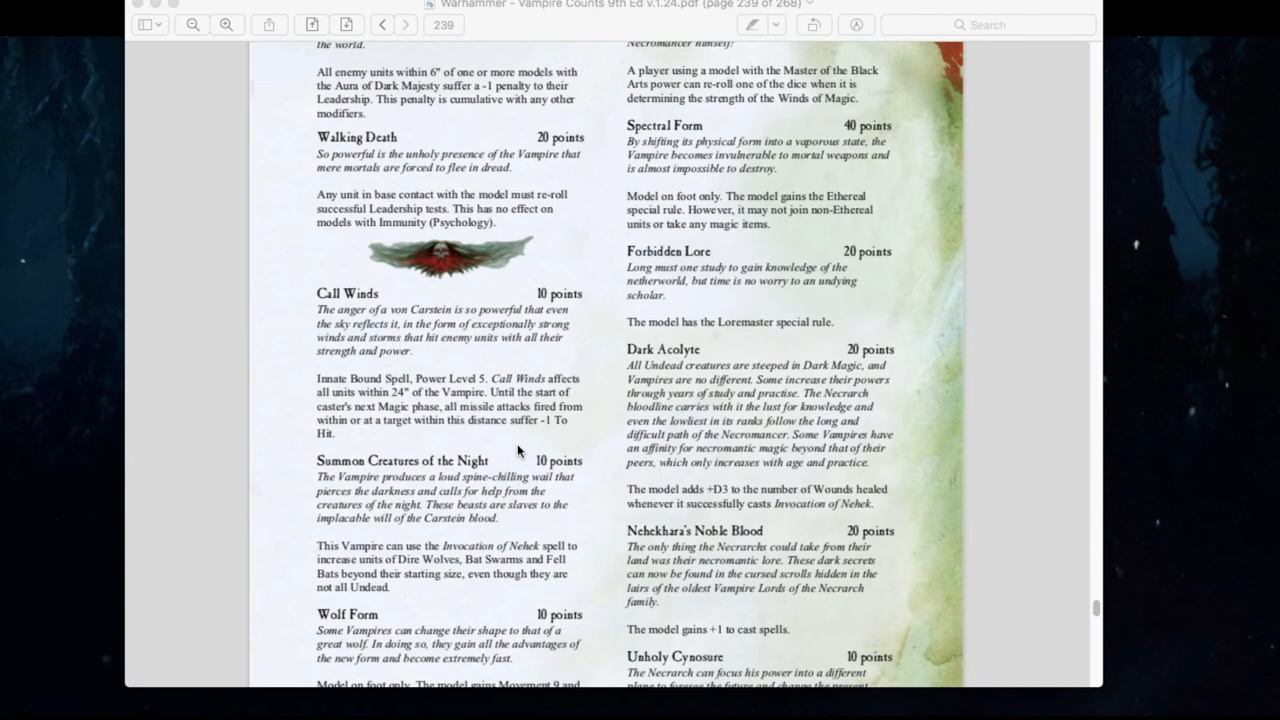 Warhammer - Vampire Counts 9th Ed v.1.24.pdf (page 239 of 268)
239
Search
the world.
All enemy units within 6" of one or more models with
the Aura of Dark Majesty suffer a -1 penalty to their
Leadership. This penalty is cumulative with any other
modifiers.
Walking Death 20 points
So powerful is the unholy presence of the Vampire that
mere mortals are forced to flee in dread.
Any unit in base contact with the model must re-roll
successful Leadership tests. This has no effect on
models with Immunity (Psychology).
Call Winds 10 points
The anger of a von Carstein is so powerful that even
the sky reflects it, in the form of exceptionally strong
winds and storms that hit enemy units with all their
strength and power.
Innate Bound Spell, Power Level 5. Call Winds affects
all units within 24" of the Vampire. Until the start of
caster's next Magic phase, all missile attacks fired from
within or at a target within this distance suffer -1 To
Hit.
Summon Creatures of the Night 10 points
The Vampire produces a loud spine-chilling wail that
pierces the darkness and calls for help from the
creatures of the night. These beasts are slaves to the
implacable will of the Carstein blood.
This Vampire can use the Invocation of Nehek spell to
increase units of Dire Wolves, Bat Swarms and Fell
Bats beyond their starting size, even though they are
not all Undead.
Wolf Form 10 points
Some Vampires can change their shape to that of a
great wolf. In doing so, they gain all the advantages of
the new form and become extremely fast.
Model on foot only. The model gains Movement 9 and
Necromancer himself!
A player using a model with the Master of the Black
Arts power can re-roll one of the dice when it is
determining the strength of the Winds of Magic.
Spectral Form 40 points
By shifting its physical form into a vaporous state, the
Vampire becomes invulnerable to mortal weapons and
is almost impossible to destroy.
Model on foot only. The model gains the Ethereal
special rule. However, it may not join non-Ethereal
units or take any magic items.
Forbidden Lore 20 points
Long must one study to gain knowledge of the
netherworld, but time is no worry to an undying
scholar.
The model has the Loremaster special rule.
Dark Acolyte 20 points
All Undead creatures are steeped in Dark Magic, and
Vampires are no different. Some increase their powers
through years of study and practise. The Necrarch
bloodline carries with it the lust for knowledge and
even the lowliest in its ranks follow the long and
difficult path of the Necromancer. Some Vampires have
an affinity for necromantic magic beyond that of their
peers, which only increases with age and practice.
The model adds +D3 to the number of Wounds healed
whenever it successfully casts Invocation of Nehek.
Nehekhara's Noble Blood 20 points
The only thing the Necrarchs could take from their
land was their necromantic lore. These dark secrets
can now be found in the cursed scrolls hidden in the
lairs of the oldest Vampire Lords of the Necrarch
family.
The model gains +1 to cast spells.
Unholy Cynosure 10 points
The Necrarch can focus his power into a different
plane to foresee the future and change the present